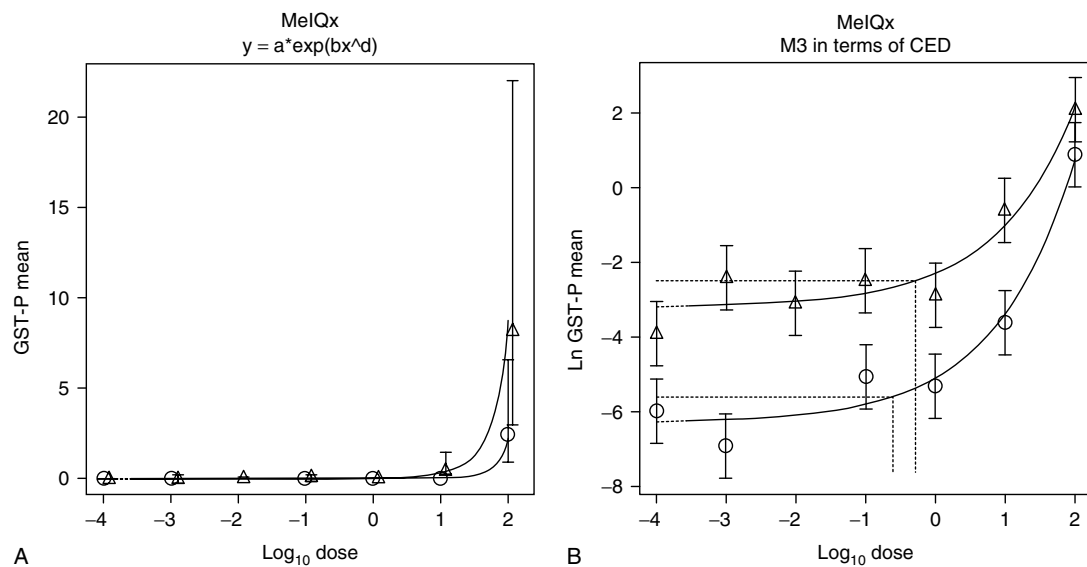 MeIQx
y = a*exp(bx^d)
GST-P mean
20
15
10
5
0
−4
−3
−2
−1
0
1
2
Log10 dose
A
MeIQx
M3 in terms of CED
Ln GST-P mean
2
0
−2
−4
−6
−8
−4
−3
−2
−1
0
1
2
Log10 dose
B